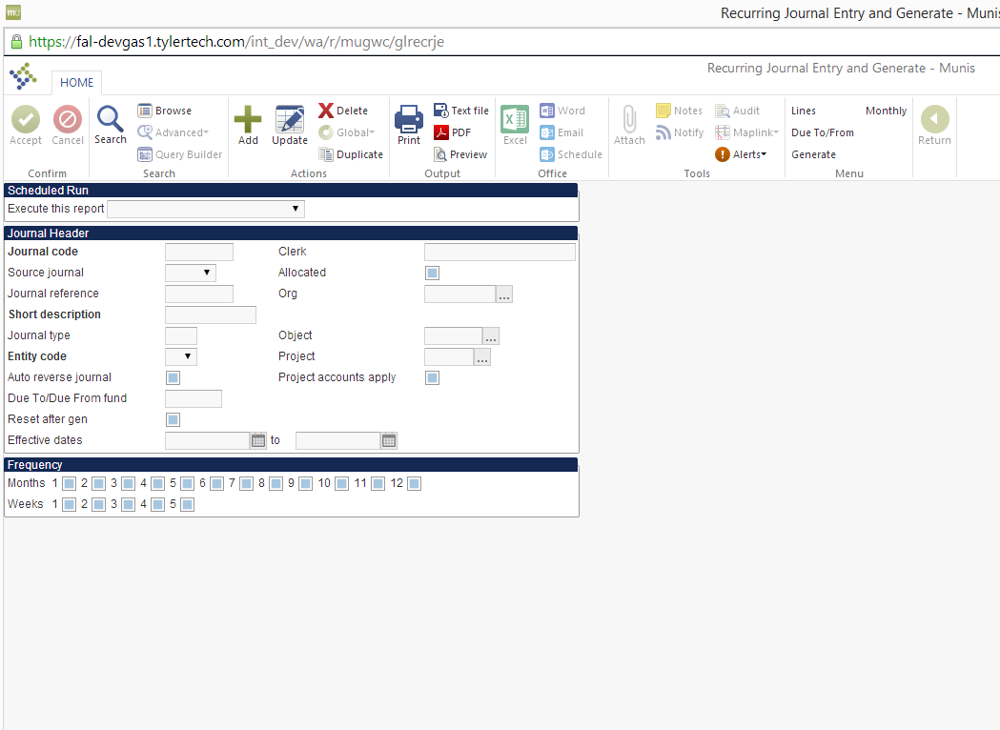 mu
Recurring Journal Entry and Generate - Munis
https://fal-devgas1.tylertech.com/int_dev/wa/r/mugwc/glrecrje
HOME
Recurring Journal Entry and Generate - Munis
Accept Cancel Search Browse Advanced Query Builder
Add Update Delete Global Duplicate
Print Text file PDF Preview
Excel Word Email Schedule
Attach Notes Notify Audit Maplink Alerts
Lines Due To/From Generate Monthly
Return
Confirm Search Actions Output Office Tools Menu
Scheduled Run
Execute this report
Journal Header
Journal code Clerk
Source journal Allocated
Journal reference Org ...
Short description
Journal type Object ...
Entity code Project ...
Auto reverse journal Project accounts apply
Due To/Due From fund
Reset after gen
Effective dates to
Frequency
Months 1 2 3 4 5 6 7 8 9 10 11 12
Weeks 1 2 3 4 5